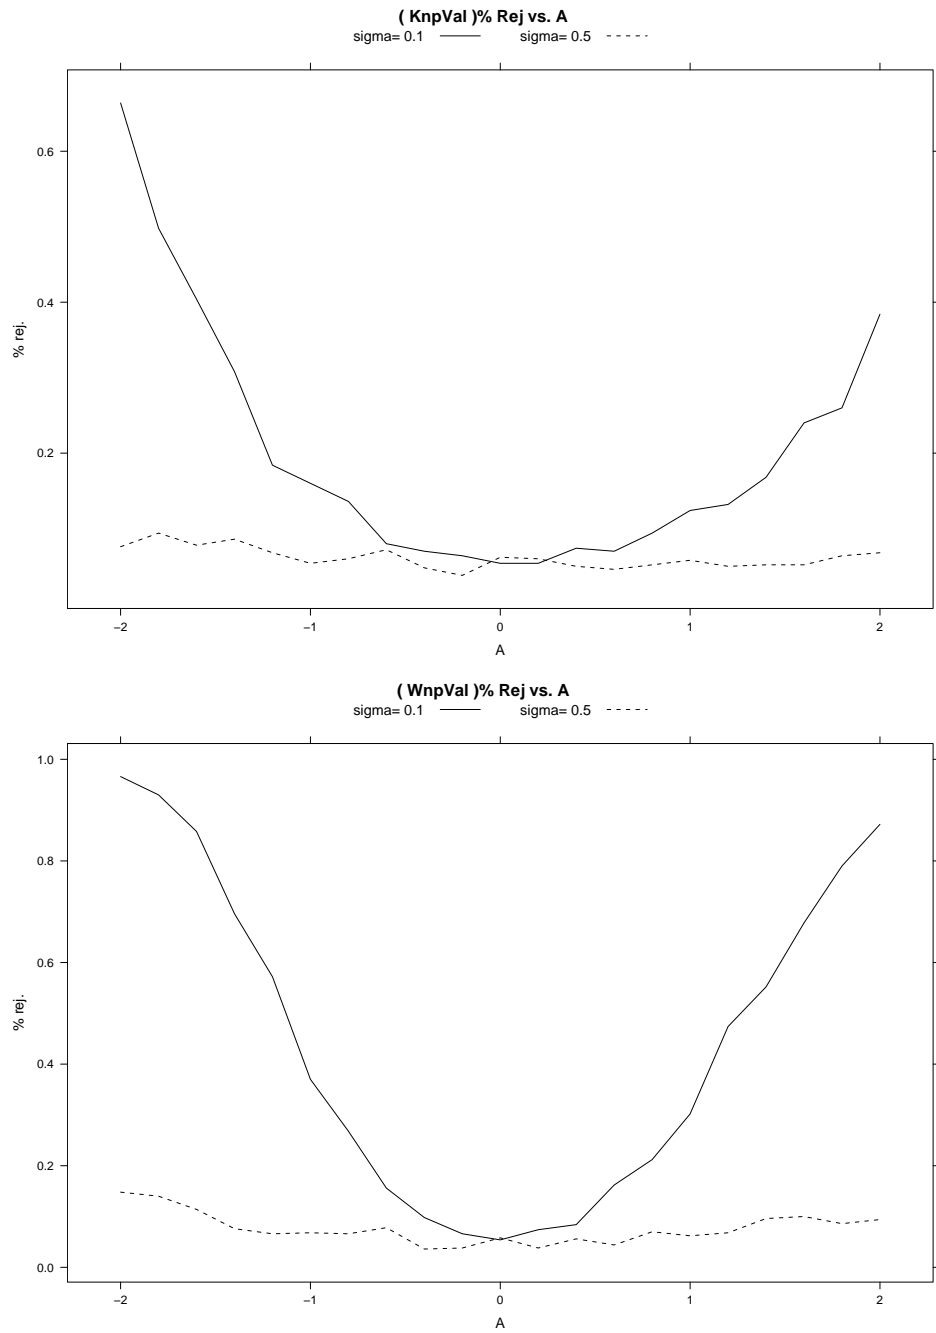 ( KnpVal )% Rej vs. A
sigma= 0.1 sigma= 0.5
% rej.
0.6
0.4
0.2
−2 −1 0 1 2
A
( WnpVal )% Rej vs. A
sigma= 0.1 sigma= 0.5
% rej.
1.0
0.8
0.6
0.4
0.2
0.0
−2 −1 0 1 2
A